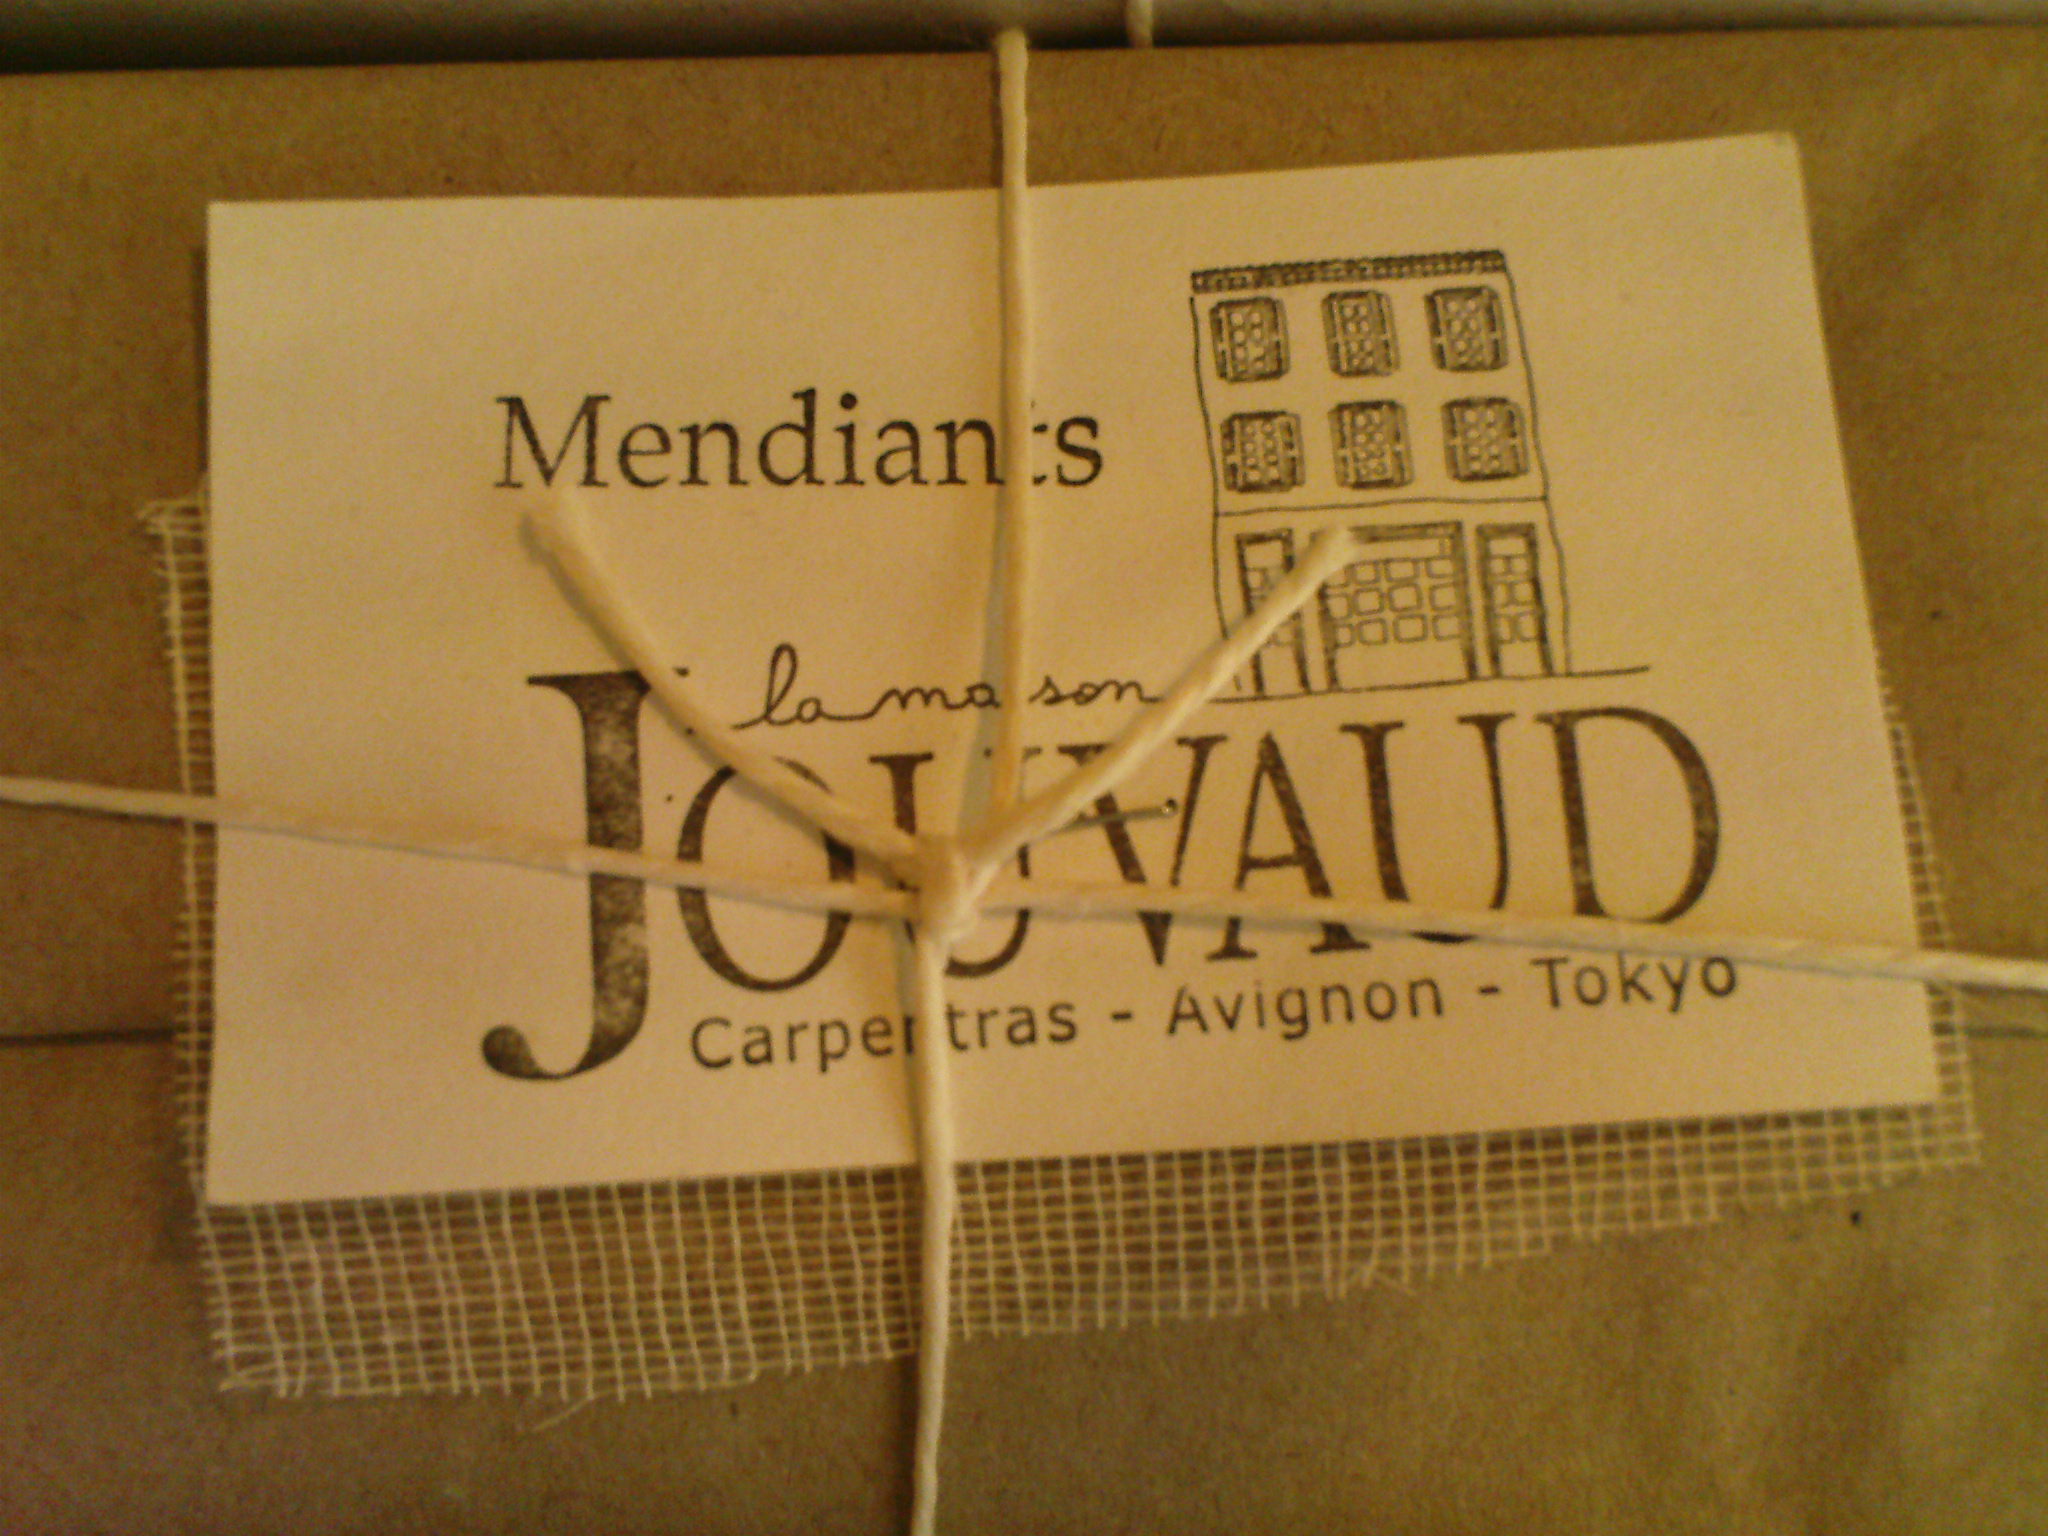 Mendiants
la maison
JOUVAUD
Carpentras - Avignon - Tokyo